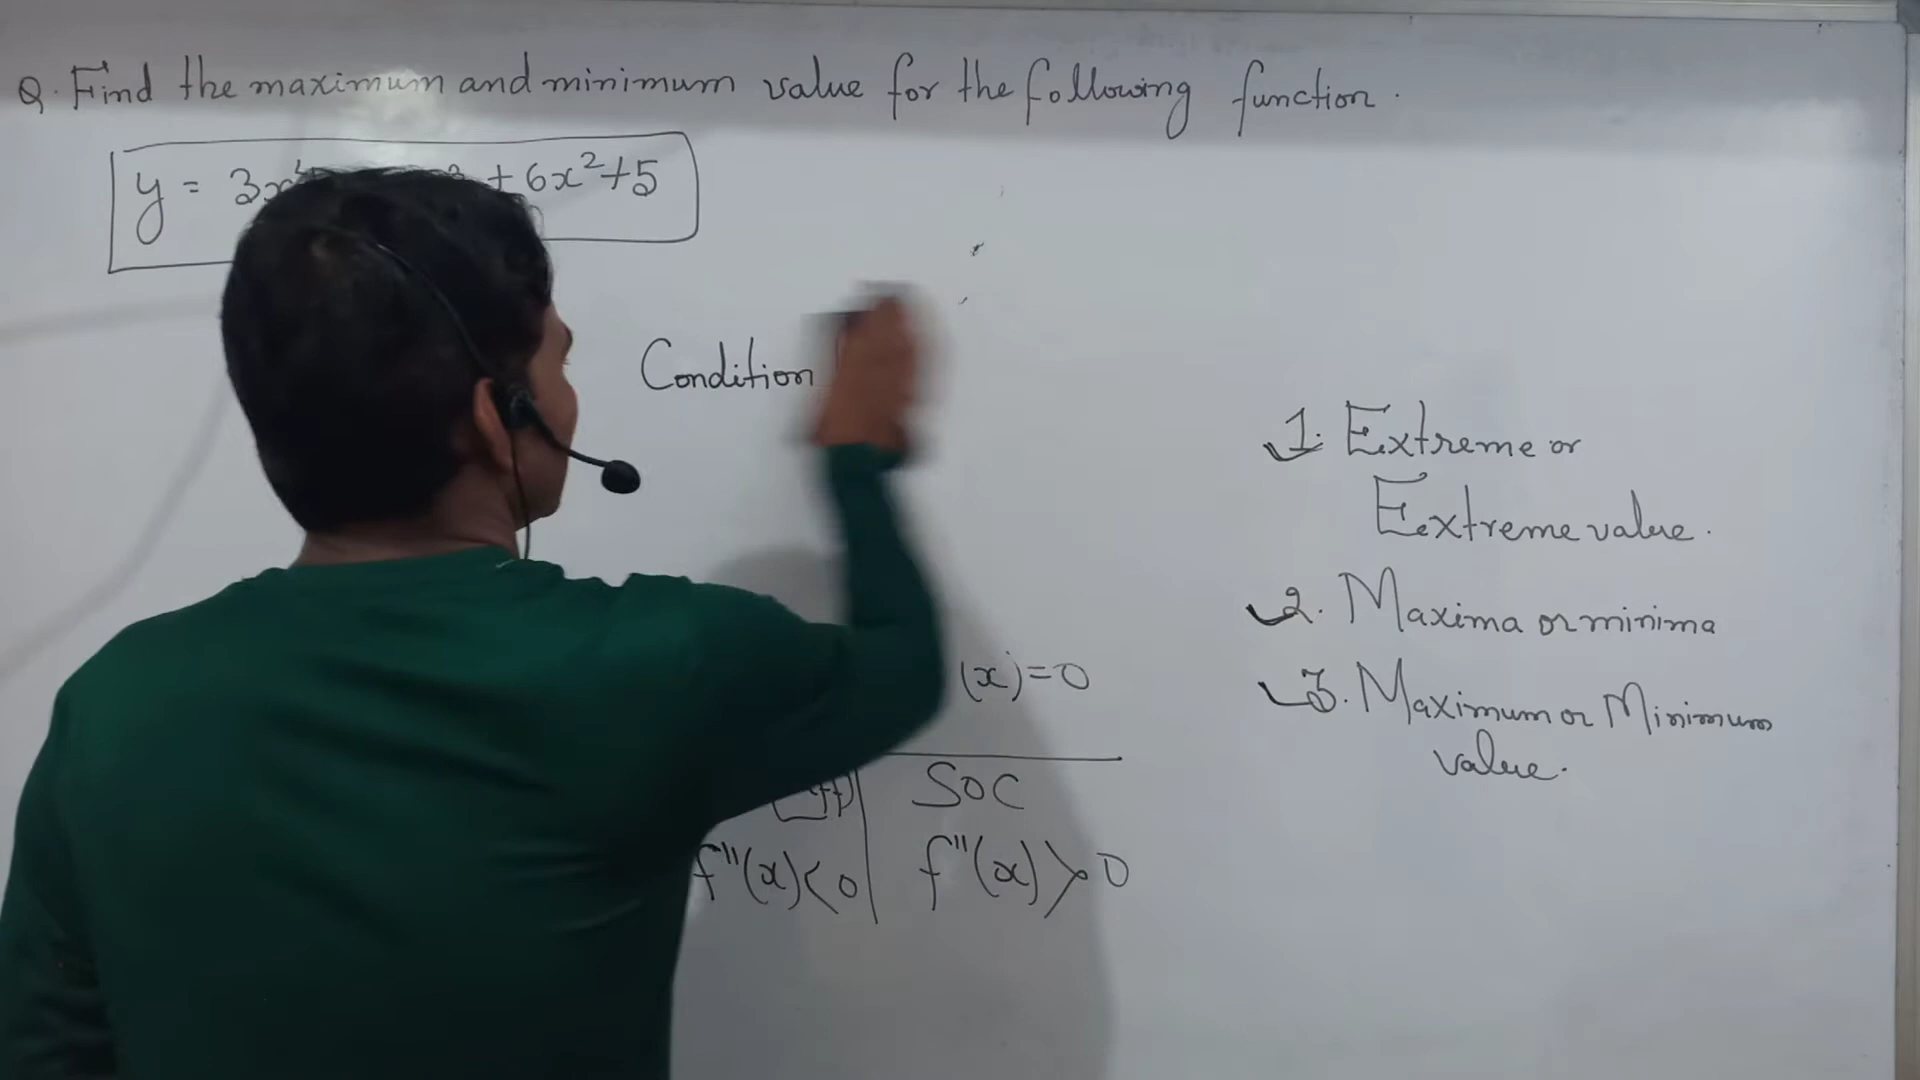 Q. Find the maximum and minimum value for the following function.
y = 3x⁴ + 6x² + 5
Condition
(x) = 0
SOC
f''(x) < 0 f''(x) > 0
1. Extreme or
Extreme value.
2. Maxima or minima
3. Maximum or Minimum
value.